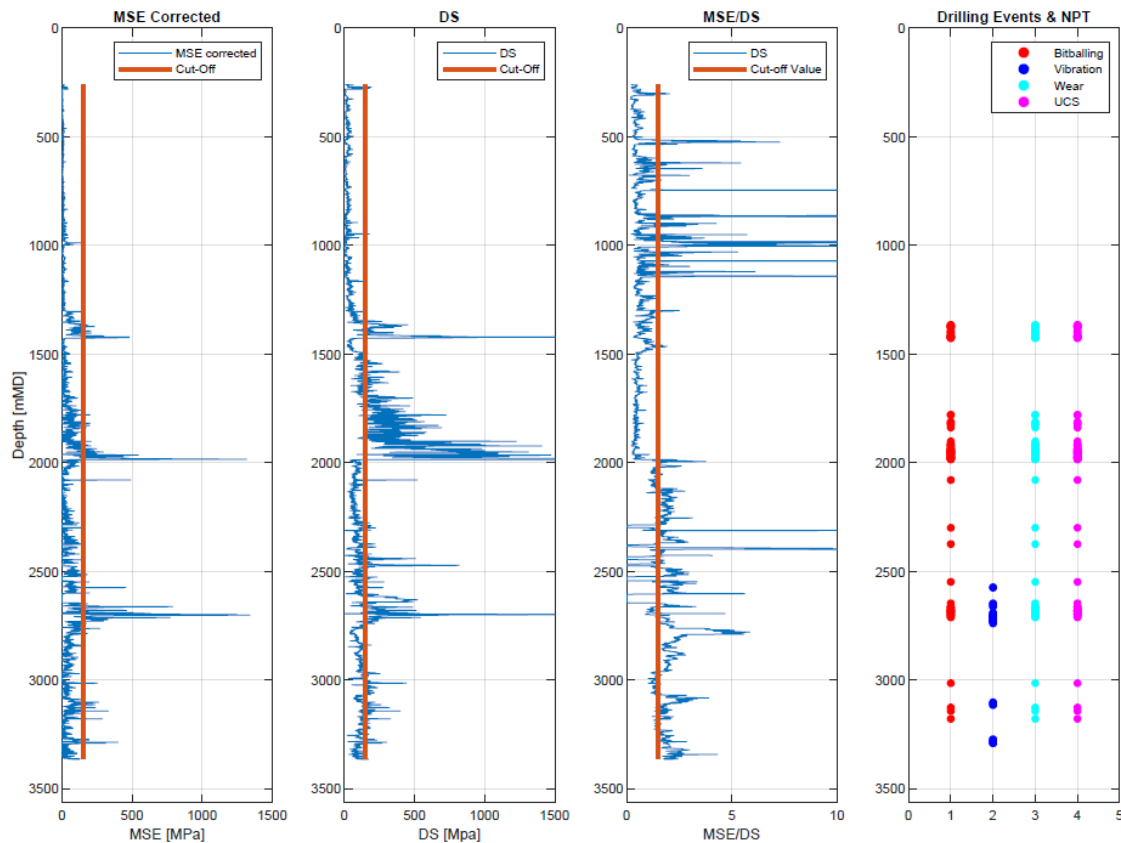 MSE Corrected
MSE corrected
Cut-Off
0
500
1000
1500
2000
2500
3000
3500
Depth [mMD]
0 500 1000 1500
MSE [MPa]
DS
DS
Cut-Off
0
500
1000
1500
2000
2500
3000
3500
0 500 1000 1500
DS [Mpa]
MSE/DS
DS
Cut-off Value
0
500
1000
1500
2000
2500
3000
3500
0 5 10
MSE/DS
Drilling Events & NPT
Bitballing
Vibration
Wear
UCS
0
500
1000
1500
2000
2500
3000
3500
0 1 2 3 4 5